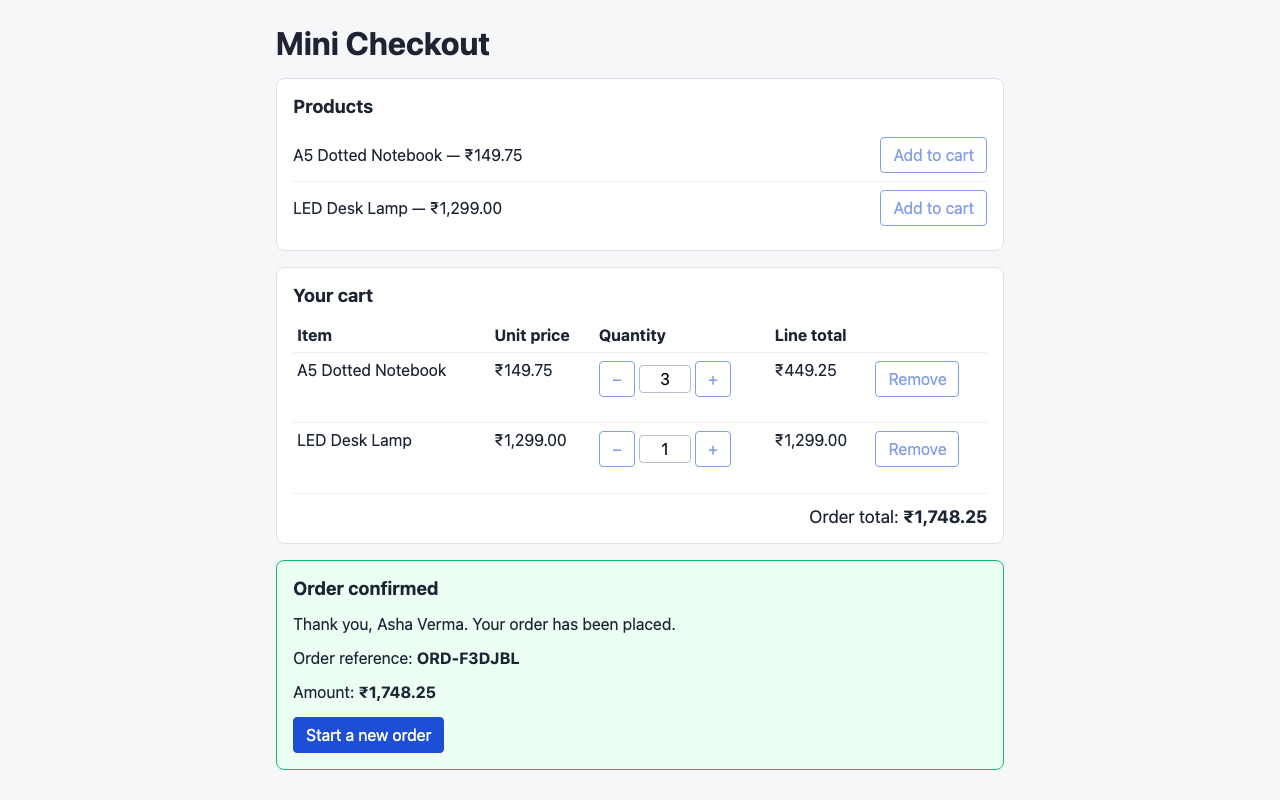 Mini Checkout
Products
A5 Dotted Notebook — ₹149.75 Add to cart
LED Desk Lamp — ₹1,299.00 Add to cart
Your cart
Item Unit price Quantity Line total
A5 Dotted Notebook ₹149.75 − 3 + ₹449.25 Remove
LED Desk Lamp ₹1,299.00 − 1 + ₹1,299.00 Remove
Order total: ₹1,748.25
Order confirmed
Thank you, Asha Verma. Your order has been placed.
Order reference: ORD-F3DJBL
Amount: ₹1,748.25
Start a new order